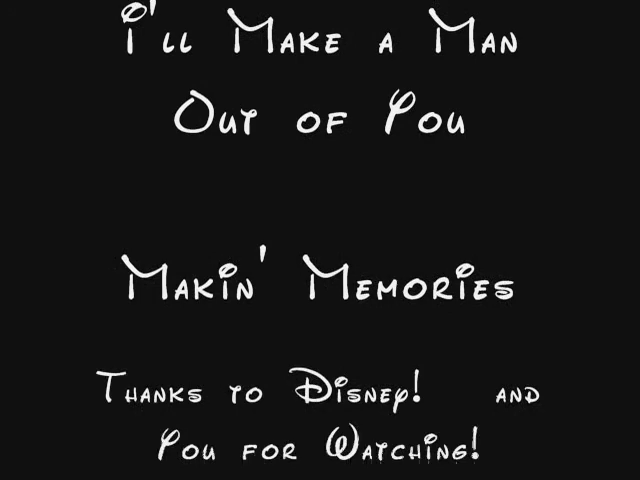 I'll Make a Man
Out of You
Makin' Memories
Thanks to Disney! and
You for Watching!